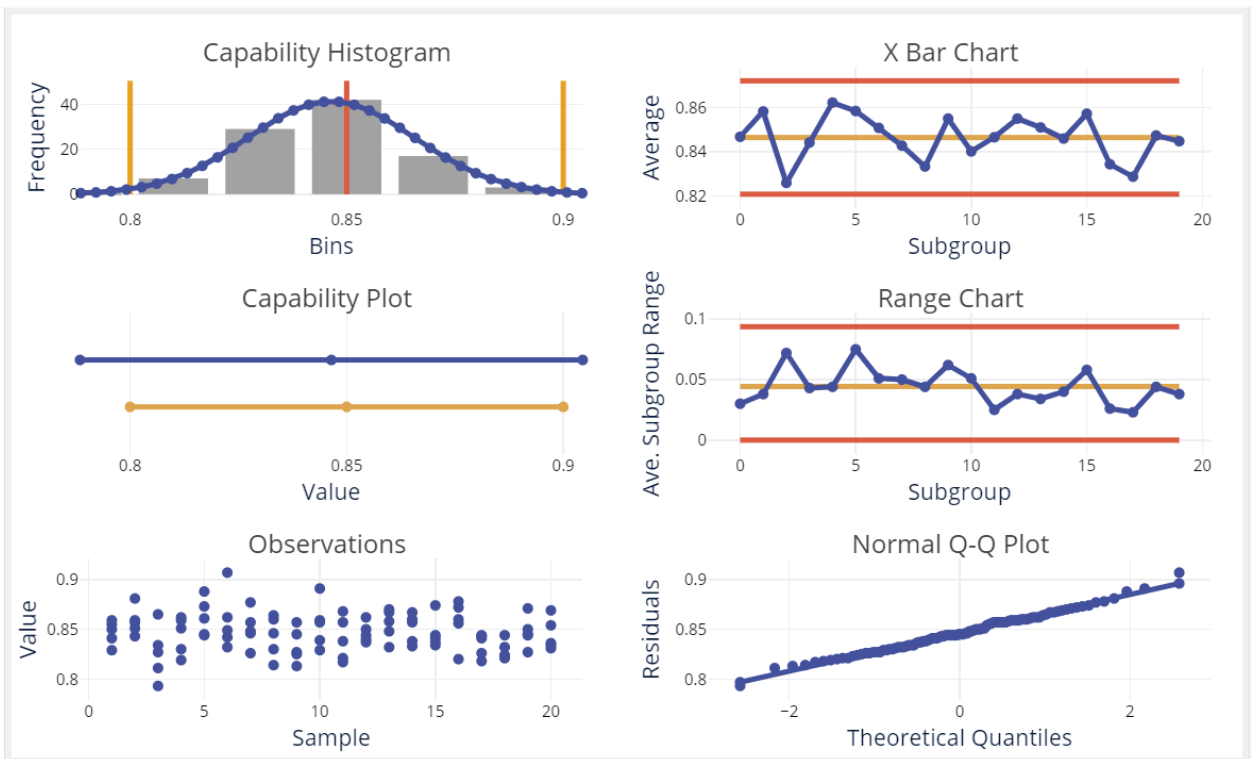 Capability Histogram
Frequency
40
20
0
0.8 0.85 0.9
Bins
X Bar Chart
Average
0.86
0.84
0.82
0 5 10 15 20
Subgroup
Capability Plot
0.8 0.85 0.9
Value
Range Chart
Ave. Subgroup Range
0.1
0.05
0
0 5 10 15 20
Subgroup
Observations
Value
0.9
0.85
0.8
0 5 10 15 20
Sample
Normal Q-Q Plot
Residuals
0.9
0.85
0.8
−2 0 2
Theoretical Quantiles